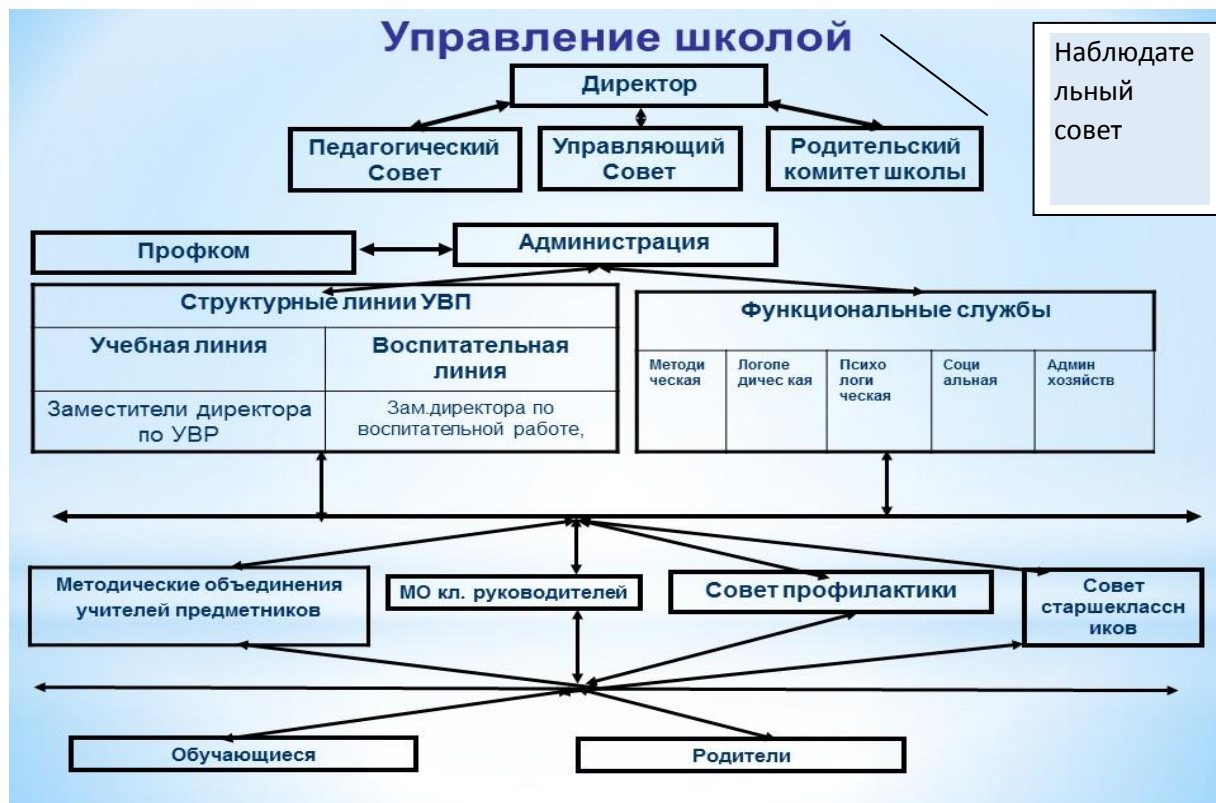 Управление школой
Наблюдате
льный
совет
Директор
Педагогический
Совет
Управляющий
Совет
Родительский
комитет школы
Профком
Администрация
Структурные линии УВП
Учебная линия
Воспитательная
линия
Заместители директора
по УВР
Зам.директора по
воспитательной работе,
Функциональные службы
Методи
ческая
Логопе
дичес кая
Психо
логи
ческая
Соци
альная
Админ
хозяйств
Методические объединения
учителей предметников
МО кл. руководителей
Совет профилактики
Совет
старшеклассн
иков
Обучающиеся
Родители